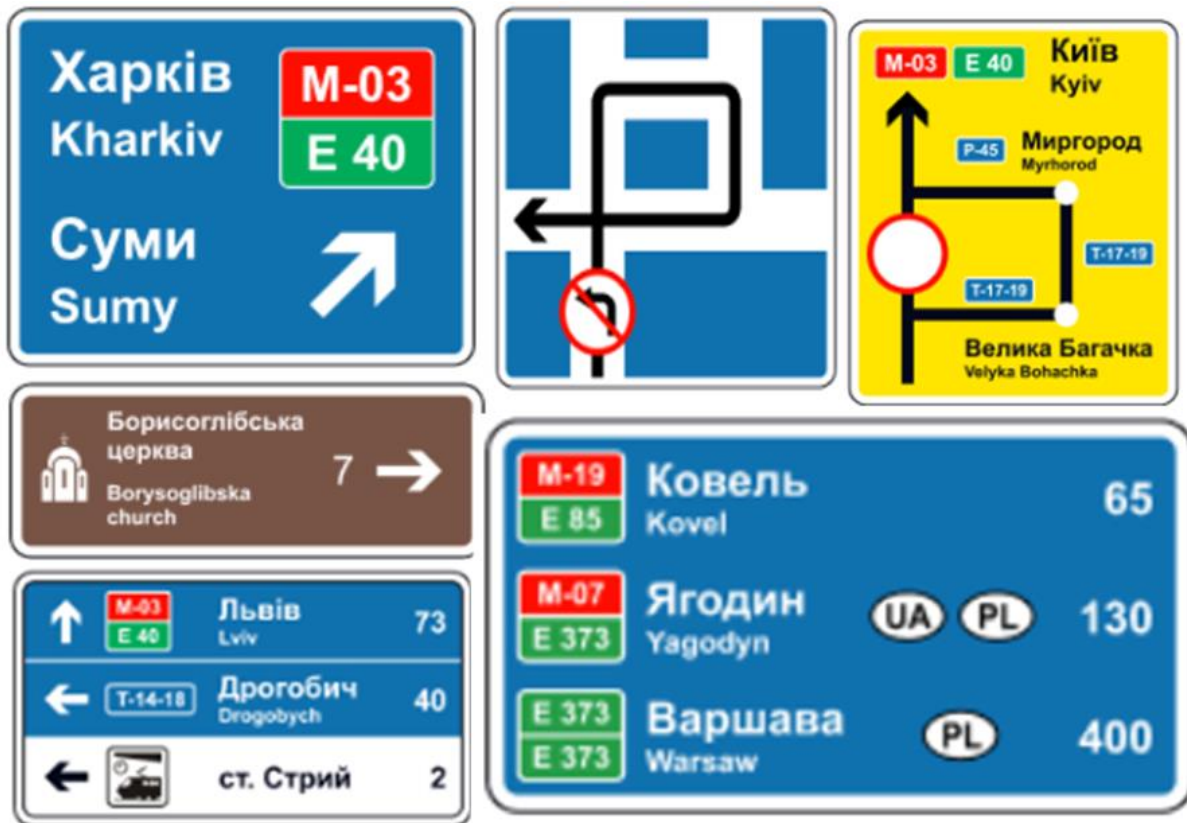 Харків
Kharkiv
М-03
Е 40
Суми
Sumy
М-03 Е 40 Київ
Kyiv
Р-45 Миргород
Myrhorod
Т-17-19
Т-17-19
Велика Багачка
Velyka Bohachka
Борисоглібська
церква
7
Borysoglibska
church
М-19
Е 85
Ковель
Kovel
65
М-07
Е 373
Ягодин
Yagodyn
UA PL 130
Е 373
Е 373
Варшава
Warsaw
PL 400
М-03
Е 40
Львів
Lviv
73
Т-14-18 Дрогобич 40
Drogobych
ст. Стрий 2